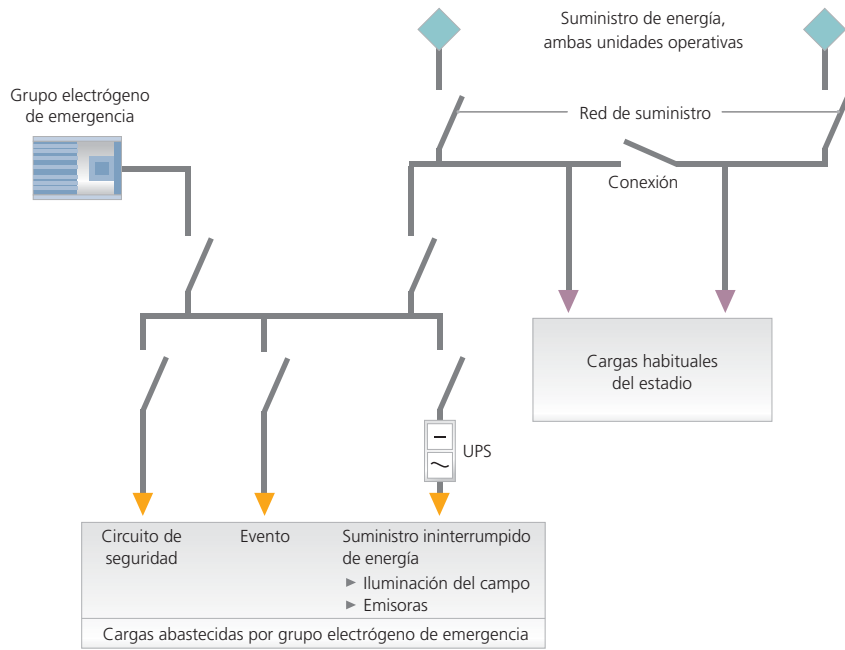 Suministro de energía,
ambas unidades operativas
Grupo electrógeno
de emergencia
Red de suministro
Conexión
Cargas habituales
del estadio
UPS
Circuito de
seguridad
Evento
Suministro ininterrumpido
de energía
► Iluminación del campo
► Emisoras
Cargas abastecidas por grupo electrógeno de emergencia